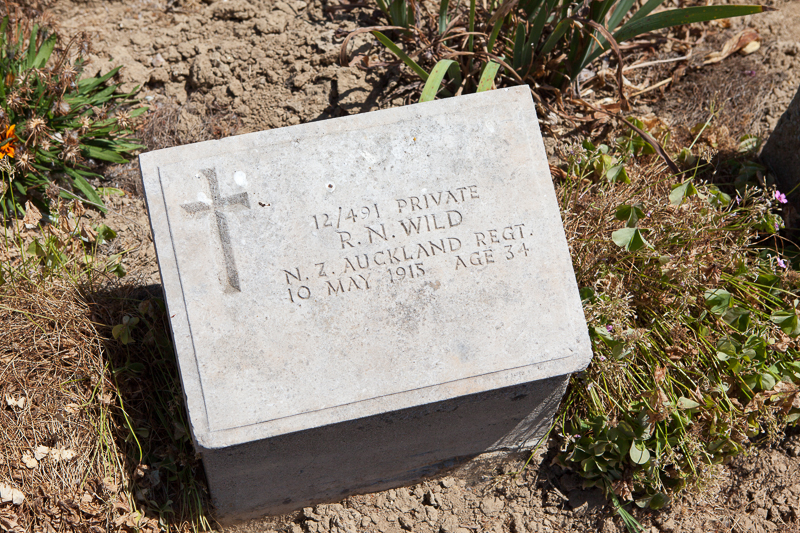 12/491 PRIVATE
R. N. WILD
N. Z. AUCKLAND REGT.
10 MAY 1915 AGE 34